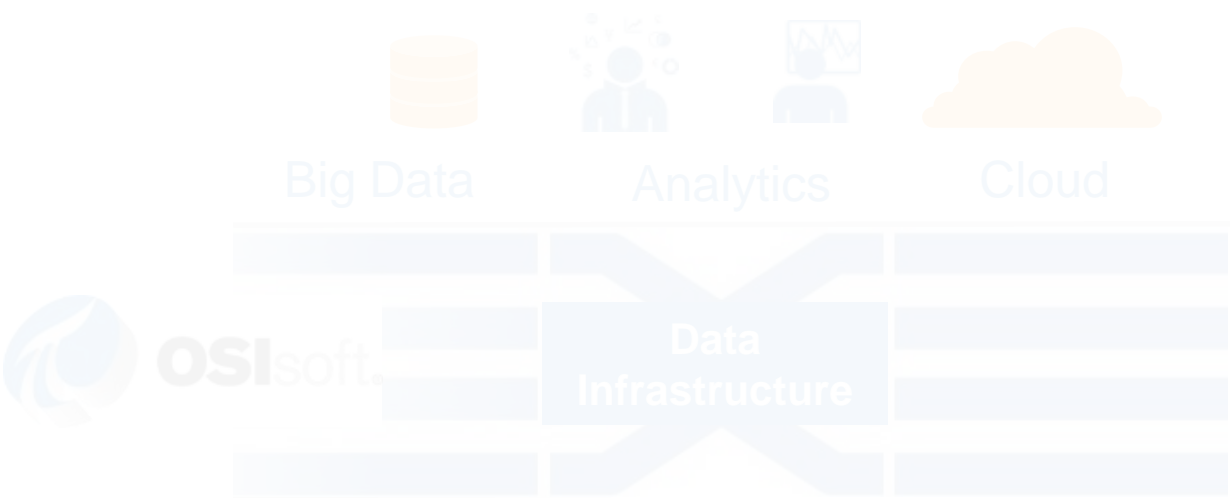 Big Data
Analytics
Cloud
OSIsoft
Data
Infrastructure